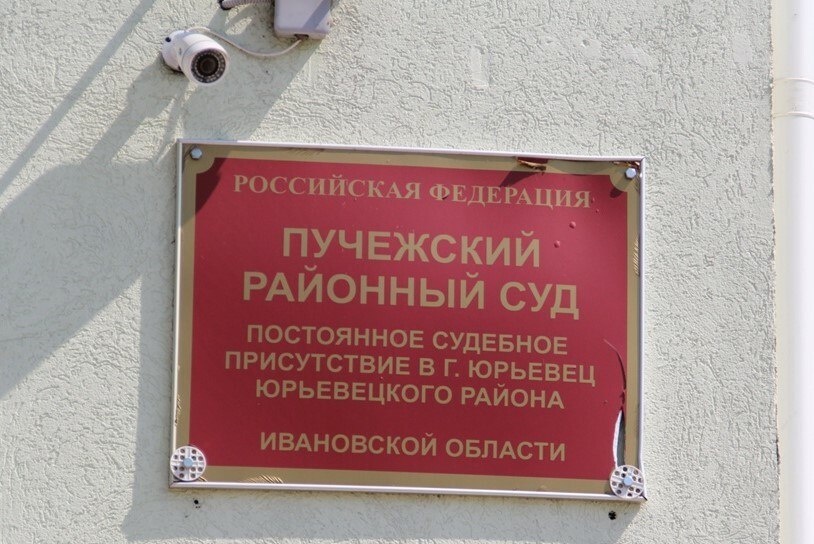 РОССИЙСКАЯ ФЕДЕРАЦИЯ
ПУЧЕЖСКИЙ
РАЙОННЫЙ СУД
ПОСТОЯННОЕ СУДЕБНОЕ
ПРИСУТСТВИЕ В Г. ЮРЬЕВЕЦ
ЮРЬЕВЕЦКОГО РАЙОНА
ИВАНОВСКОЙ ОБЛАСТИ